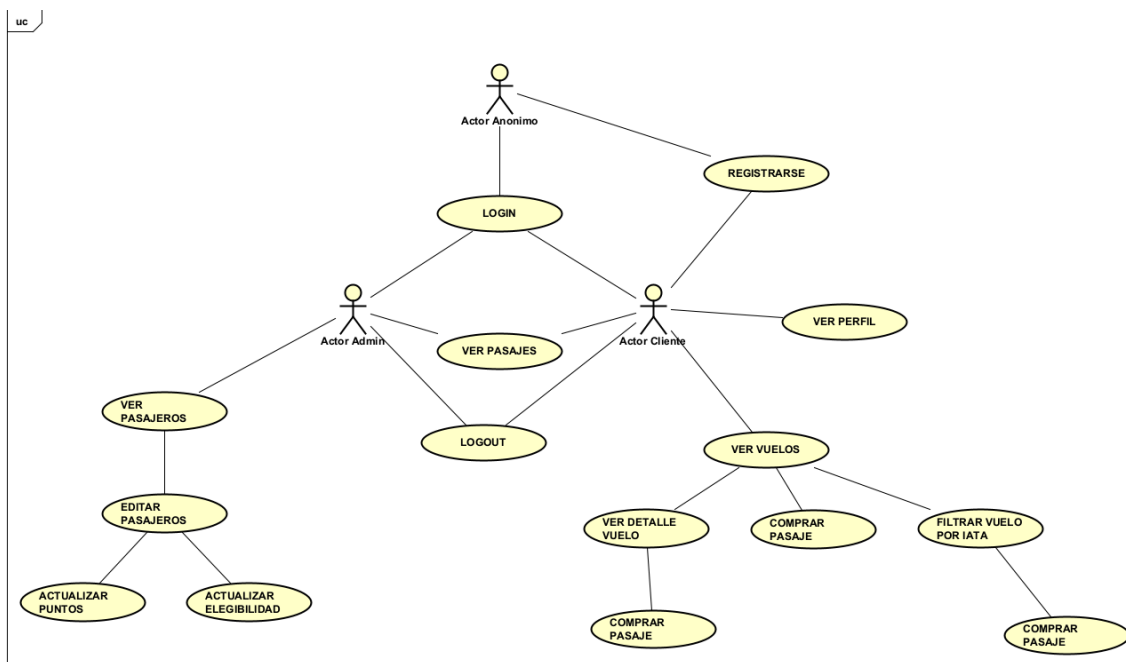 uc
Actor Anonimo
REGISTRARSE
LOGIN
Actor Admin
VER PASAJES
Actor Cliente
VER PERFIL
VER
PASAJEROS
LOGOUT
VER VUELOS
EDITAR
PASAJEROS
VER DETALLE
VUELO
COMPRAR
PASAJE
FILTRAR VUELO
POR IATA
ACTUALIZAR
PUNTOS
ACTUALIZAR
ELEGIBILIDAD
COMPRAR
PASAJE
COMPRAR
PASAJE